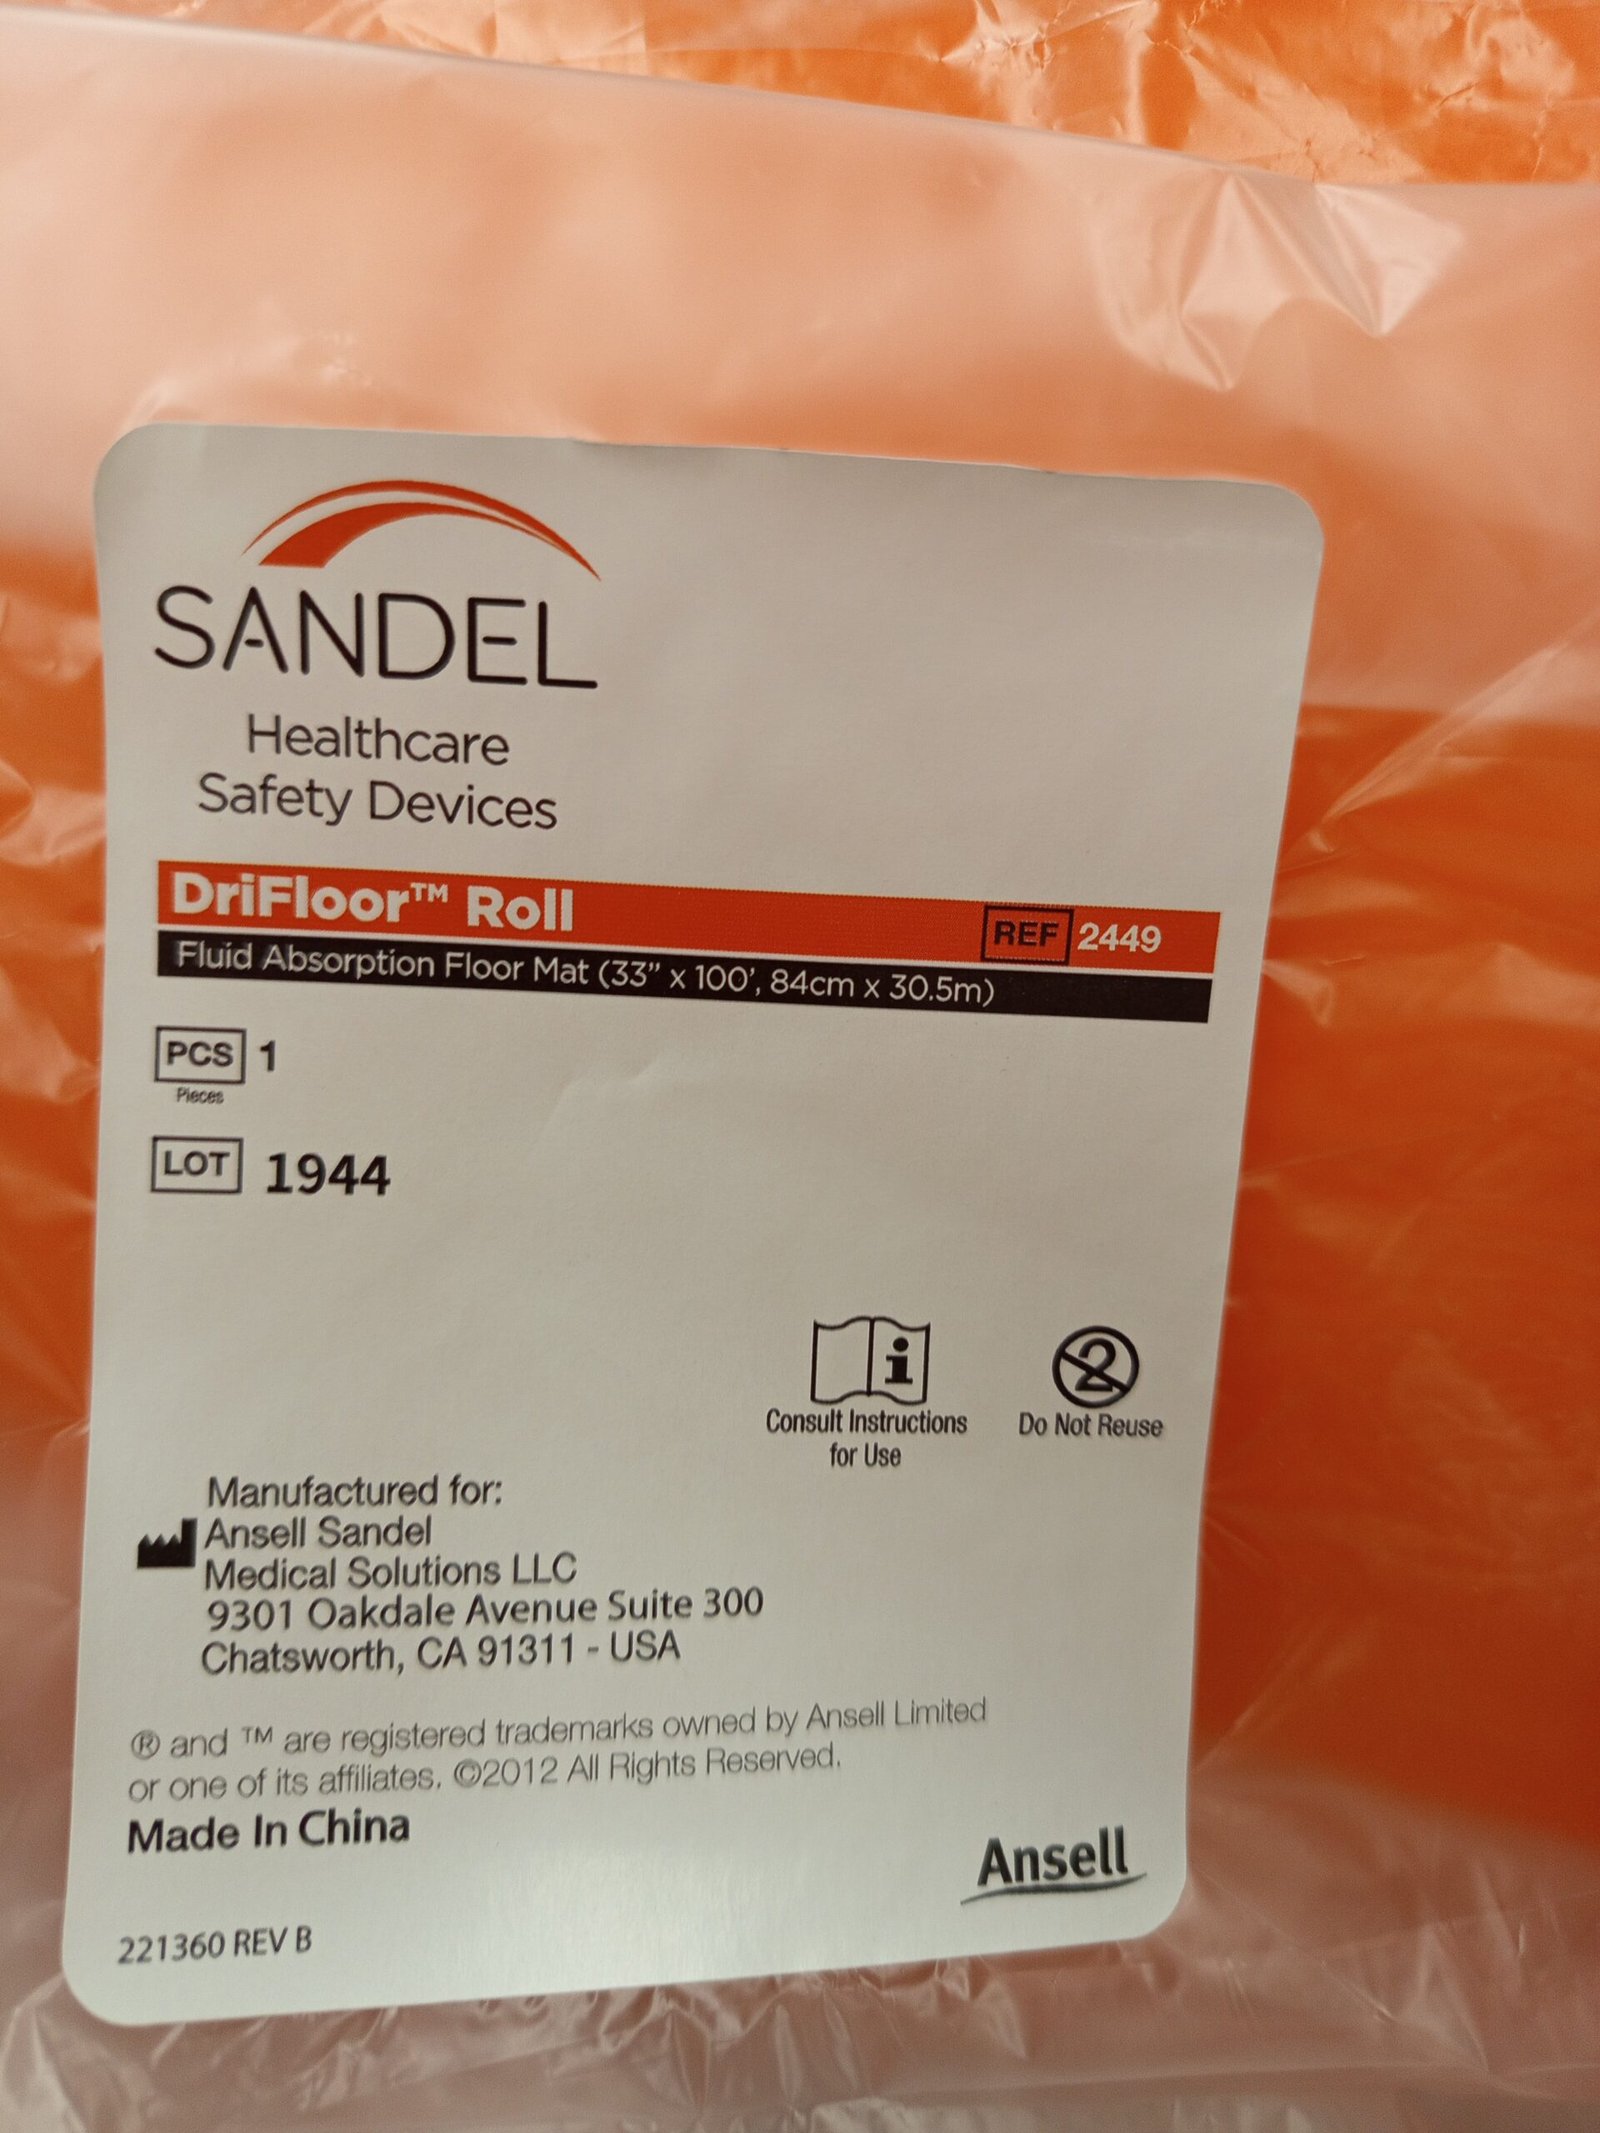 SANDEL
Healthcare
Safety Devices
DriFloor™ Roll REF 2449
Fluid Absorption Floor Mat (33” x 100’, 84cm x 30.5m)
PCS 1
Pieces
LOT 1944
i 2
Consult Instructions Do Not Reuse
for Use
Manufactured for:
Ansell Sandel
Medical Solutions LLC
9301 Oakdale Avenue Suite 300
Chatsworth, CA 91311 - USA
® and ™ are registered trademarks owned by Ansell Limited
or one of its affiliates. ©2012 All Rights Reserved.
Made In China
Ansell
221360 REV B